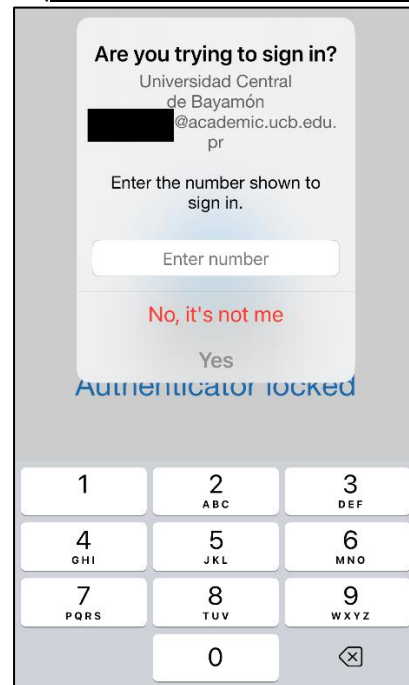 Are you trying to sign in?
Universidad Central
de Bayamón
@academic.ucb.edu.
pr
Enter the number shown to
sign in.
Enter number
No, it's not me
Yes
Authenticator locked
1 2 3
ABC DEF
4 5 6
GHI JKL MNO
7 8 9
PQRS TUV WXYZ
0